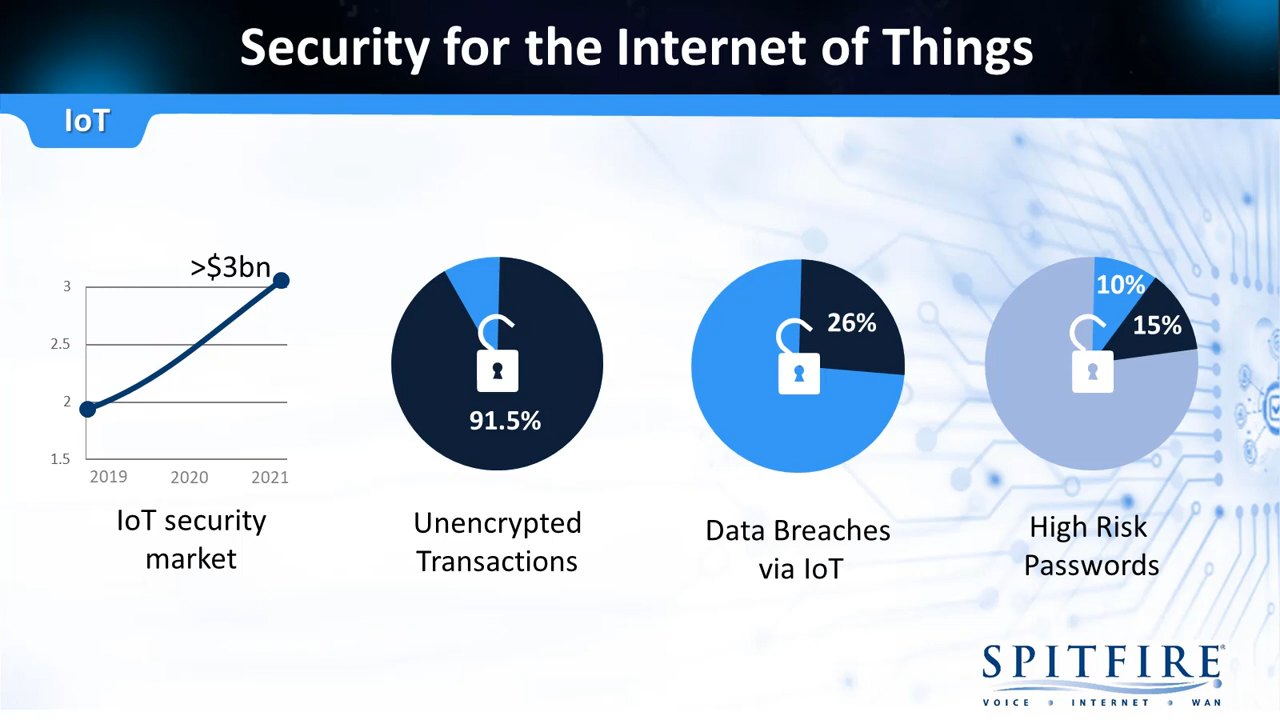 Security for the Internet of Things
IoT
>$3bn
3
2.5
2
1.5
2019 2020 2021
IoT security
market
91.5%
Unencrypted
Transactions
26%
Data Breaches
via IoT
10%
15%
High Risk
Passwords
SPITFIRE®
VOICE • INTERNET • WAN